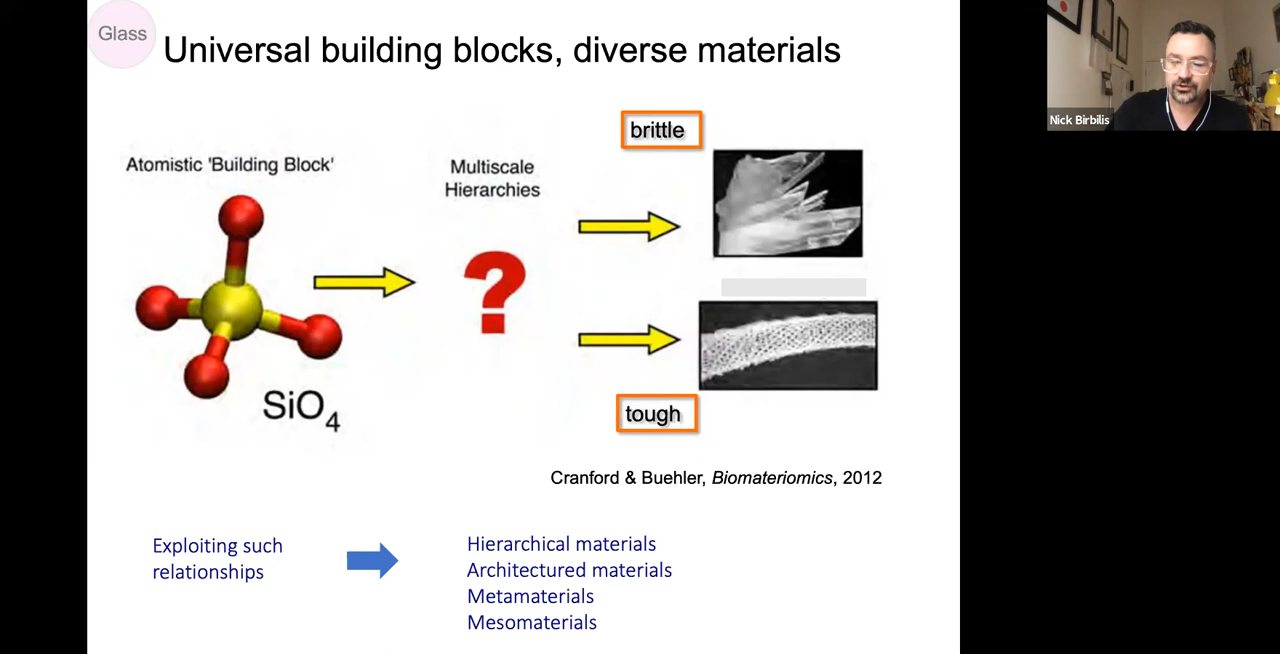 Glass
Universal building blocks, diverse materials
Nick Birbilis
brittle
Atomistic 'Building Block'
Multiscale
Hierarchies
?
SiO₄
tough
Cranford & Buehler, Biomateriomics, 2012
Exploiting such
relationships
Hierarchical materials
Architectured materials
Metamaterials
Mesomaterials